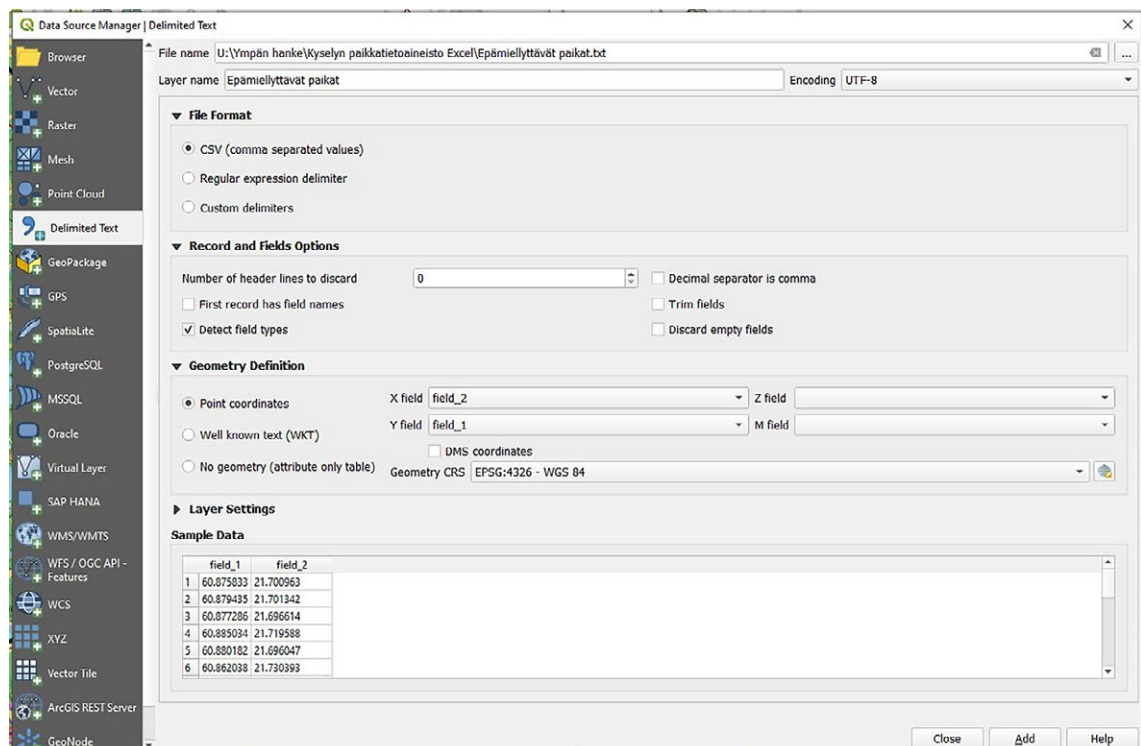 Data Source Manager | Delimited Text
Browser
Vector
Raster
Mesh
Point Cloud
Delimited Text
GeoPackage
GPS
SpatiaLite
PostgreSQL
MSSQL
Oracle
Virtual Layer
SAP HANA
WMS/WMTS
WFS / OGC API -
Features
WCS
XYZ
Vector Tile
ArcGIS REST Server
GeoNode
File name U:\Ympän hanke\Kyselyn paikkatietoaineisto Excel\Epämiellyttävät paikat.txt ...
Layer name Epämiellyttävät paikat Encoding UTF-8
File Format
CSV (comma separated values)
Regular expression delimiter
Custom delimiters
Record and Fields Options
Number of header lines to discard 0 Decimal separator is comma
First record has field names Trim fields
Detect field types Discard empty fields
Geometry Definition
Point coordinates X field field_2 Z field
Y field field_1 M field
Well known text (WKT)
DMS coordinates
No geometry (attribute only table) Geometry CRS EPSG:4326 - WGS 84
Layer Settings
Sample Data
field_1 field_2
1 60.875833 21.700963
2 60.879435 21.701342
3 60.877286 21.696614
4 60.885034 21.719588
5 60.880182 21.696047
6 60.862038 21.730393
Close Add Help